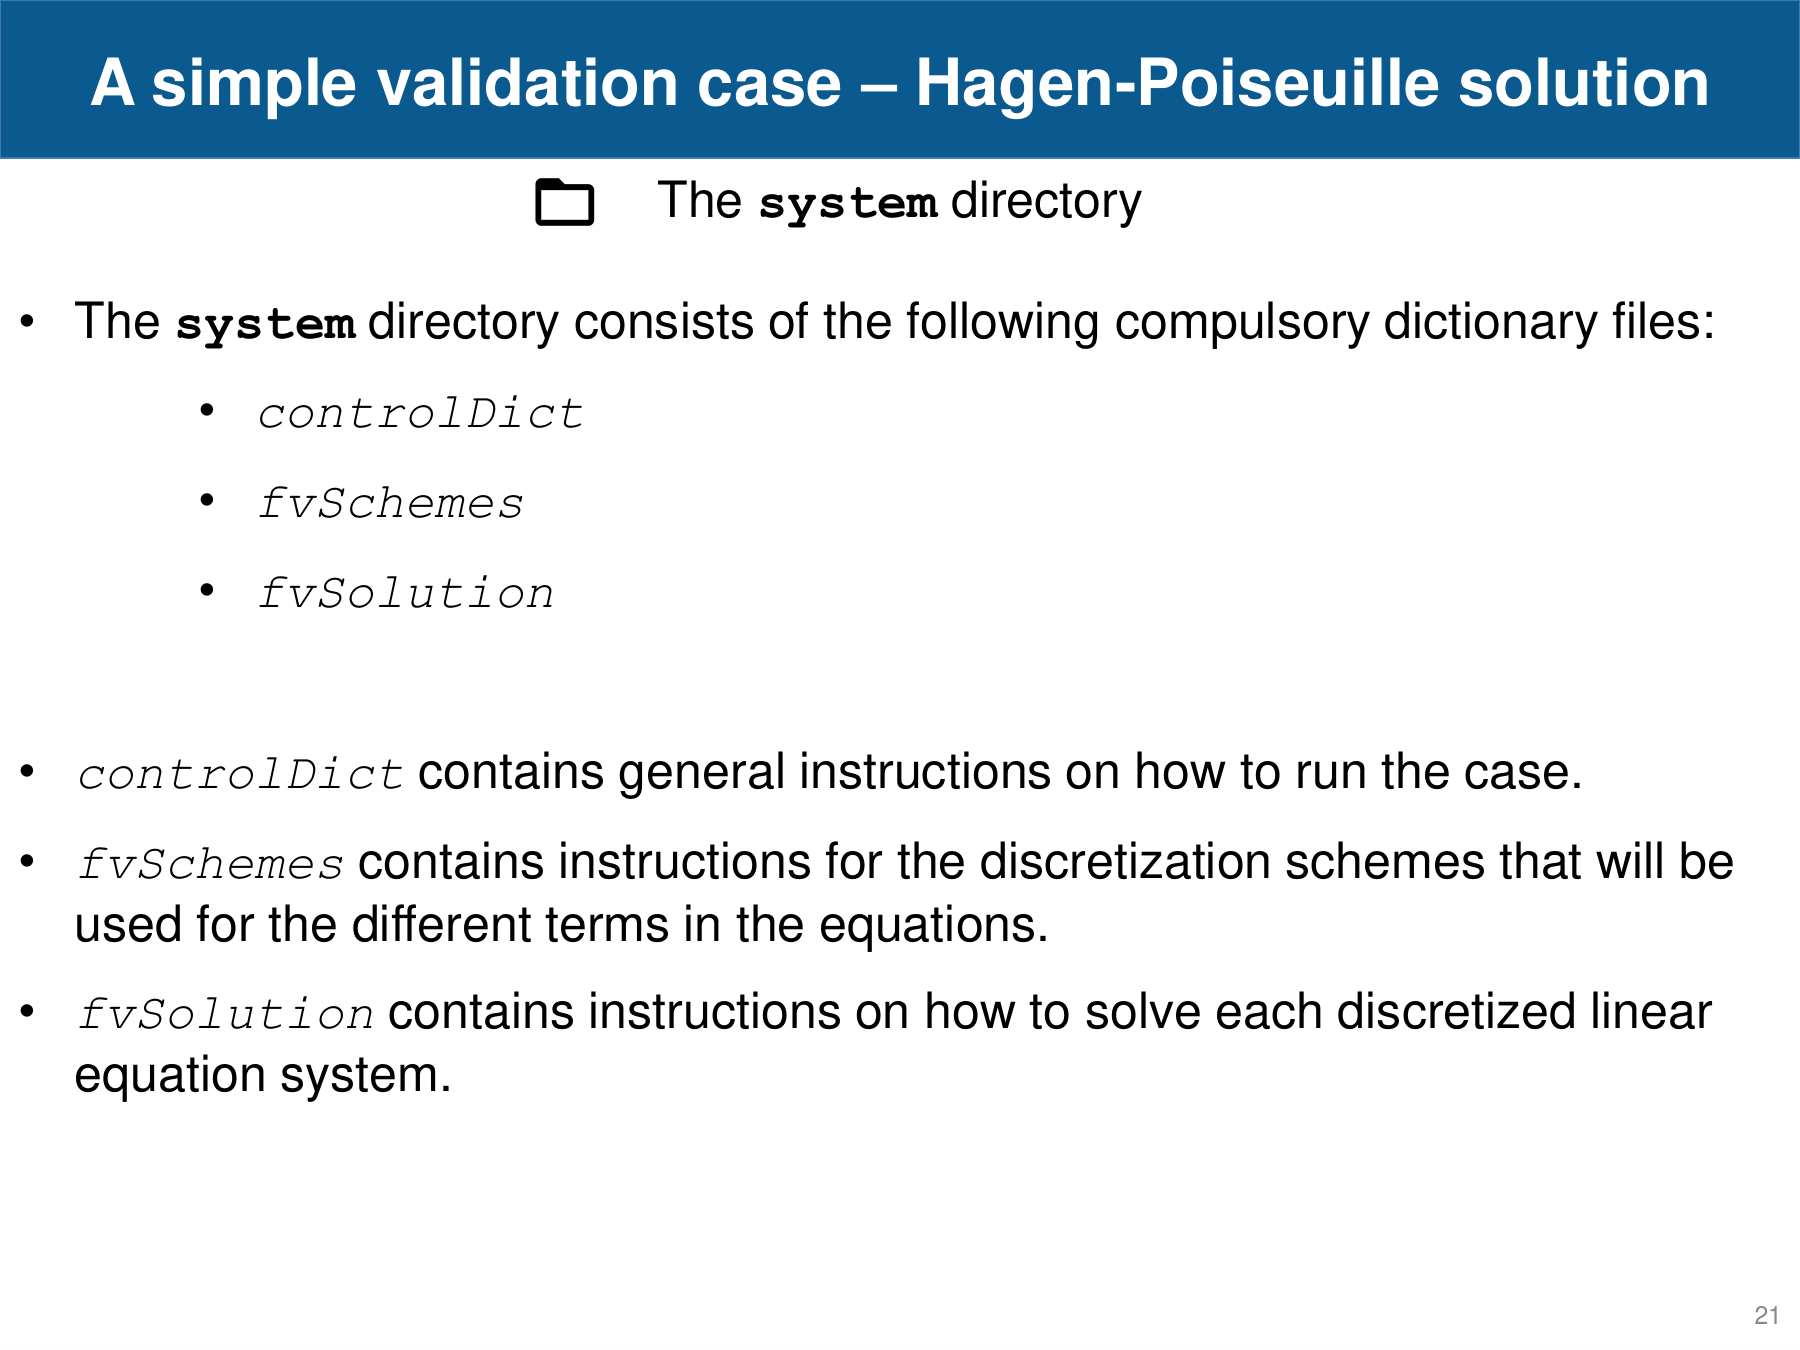 A simple validation case – Hagen-Poiseuille solution
The system directory
• The system directory consists of the following compulsory dictionary files:
• controlDict
• fvSchemes
• fvSolution
• controlDict contains general instructions on how to run the case.
• fvSchemes contains instructions for the discretization schemes that will be
used for the different terms in the equations.
• fvSolution contains instructions on how to solve each discretized linear
equation system.
21